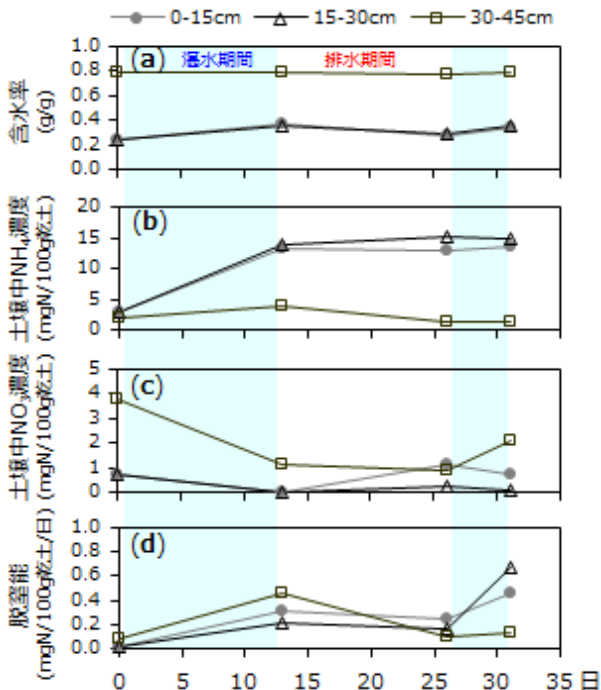 0-15cm 15-30cm 30-45cm
(a) 湛水期間 排水期間
含水率
(g/g)
1.0
0.8
0.6
0.4
0.2
0.0
(b)
土壌中NH₄濃度
(mgN/100g乾土)
20
15
10
5
0
(c)
土壌中NO₃濃度
(mgN/100g乾土)
5
4
3
2
1
0
(d)
脱窒能
(mgN/100g乾土/日)
1.0
0.8
0.6
0.4
0.2
0.0
0 5 10 15 20 25 30 35 日